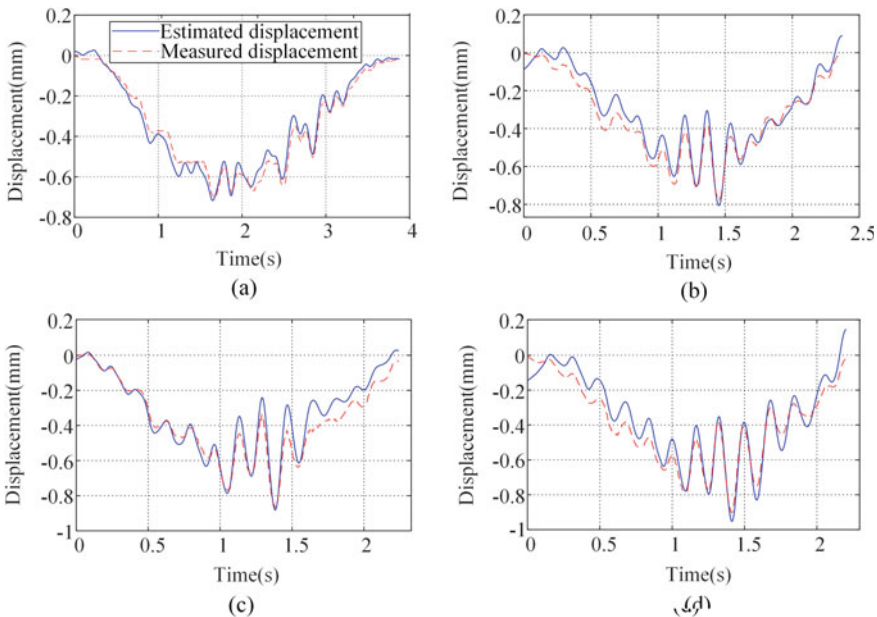 0.2
0
-0.2
-0.4
-0.6
-0.8
Displacement(mm)
Estimated displacement
Measured displacement
0 1 2 3 4
Time(s)
(a)
0.2
0
-0.2
-0.4
-0.6
-0.8
Displacement(mm)
0 0.5 1 1.5 2 2.5
Time(s)
(b)
0.2
0
-0.2
-0.4
-0.6
-0.8
-1
Displacement(mm)
0 0.5 1 1.5 2
Time(s)
(c)
0.2
0
-0.2
-0.4
-0.6
-0.8
-1
Displacement(mm)
0 0.5 1 1.5 2
Time(s)
(d)